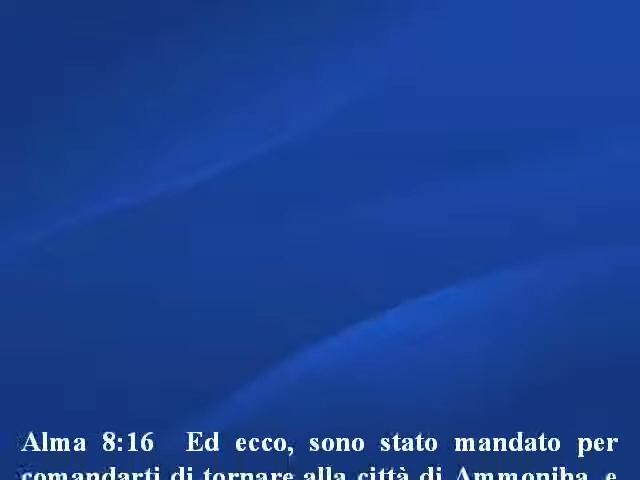 Alma 8:16 Ed ecco, sono stato mandato per
comandarti di tornare alla città di Ammoniha, e